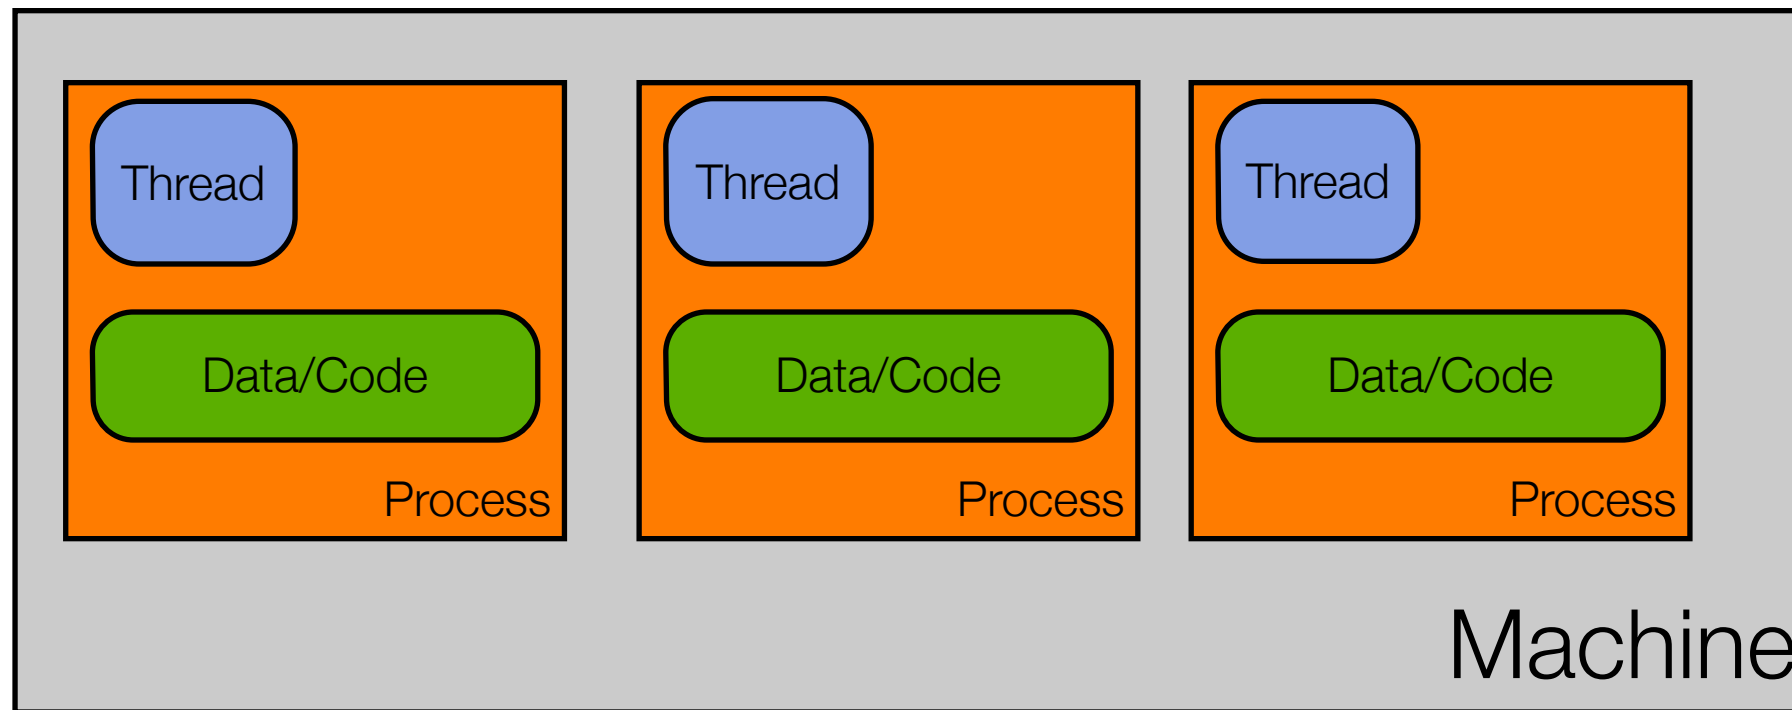 Thread
Data/Code
Process
Thread
Data/Code
Process
Thread
Data/Code
Process
Machine